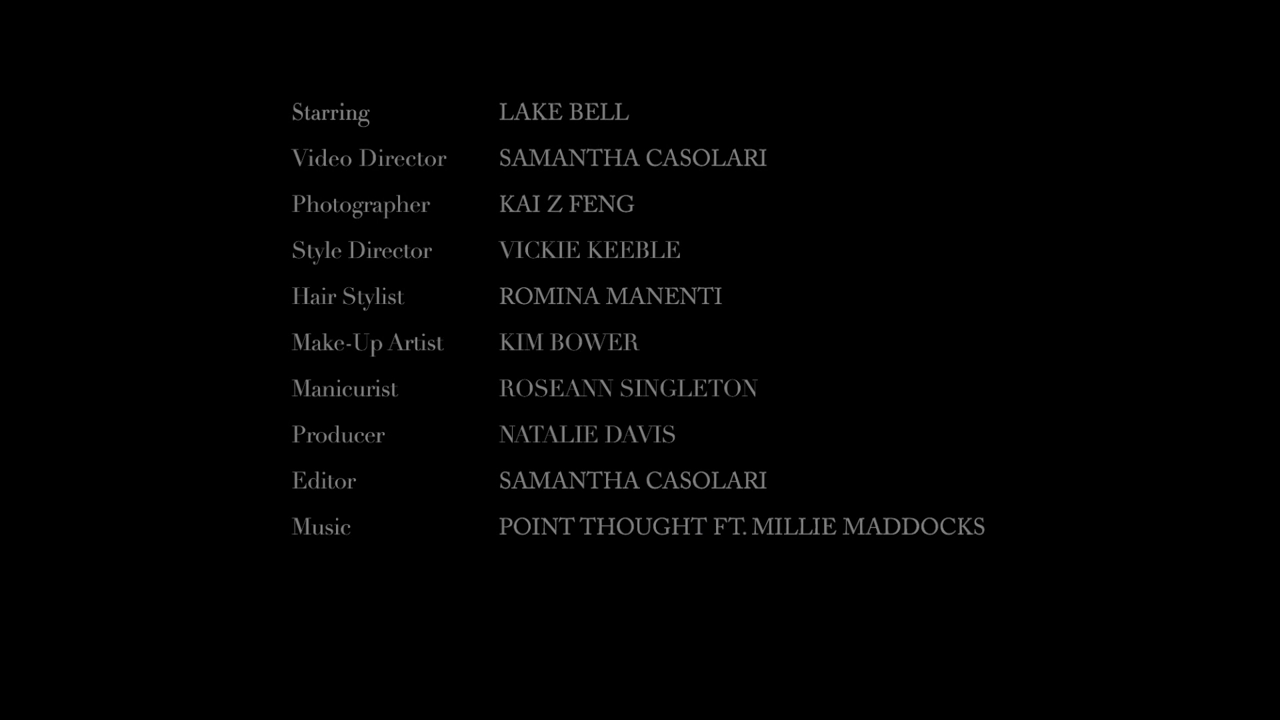 Starring LAKE BELL
Video Director SAMANTHA CASOLARI
Photographer KAI Z FENG
Style Director VICKIE KEEBLE
Hair Stylist ROMINA MANENTI
Make-Up Artist KIM BOWER
Manicurist ROSEANN SINGLETON
Producer NATALIE DAVIS
Editor SAMANTHA CASOLARI
Music POINT THOUGHT FT. MILLIE MADDOCKS